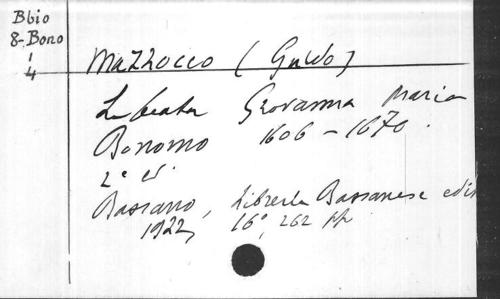 Bbio
8-Bono
1
4
Mazzocco (Guido)
La beata Giovanna Maria
Bonomo 1606 - 1670.
2e ed.
Bassano, Libreria Bassanese edit
1922, 16°, 262 pp